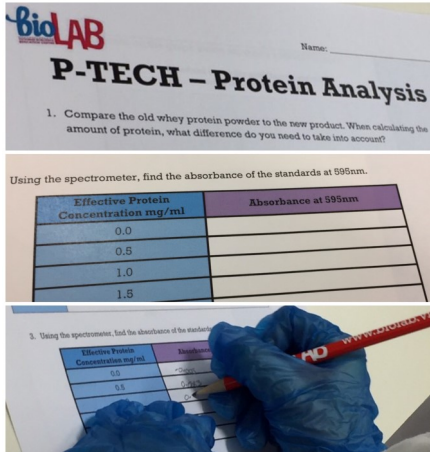 BioLAB
Name:
P-TECH – Protein Analysis
1. Compare the old whey protein powder to the new product. When calculating the
amount of protein, what difference do you need to take into account?
Using the spectrometer, find the absorbance of the standards at 595nm.
Effective Protein
Concentration mg/ml
Absorbance at 595nm
0.0
0.5
1.0
1.5
3. Using the spectrometer, find the absorbance of the standards
Effective Protein
Concentration mg/ml
Absorbance
0.0
0.5
www.biolab.v